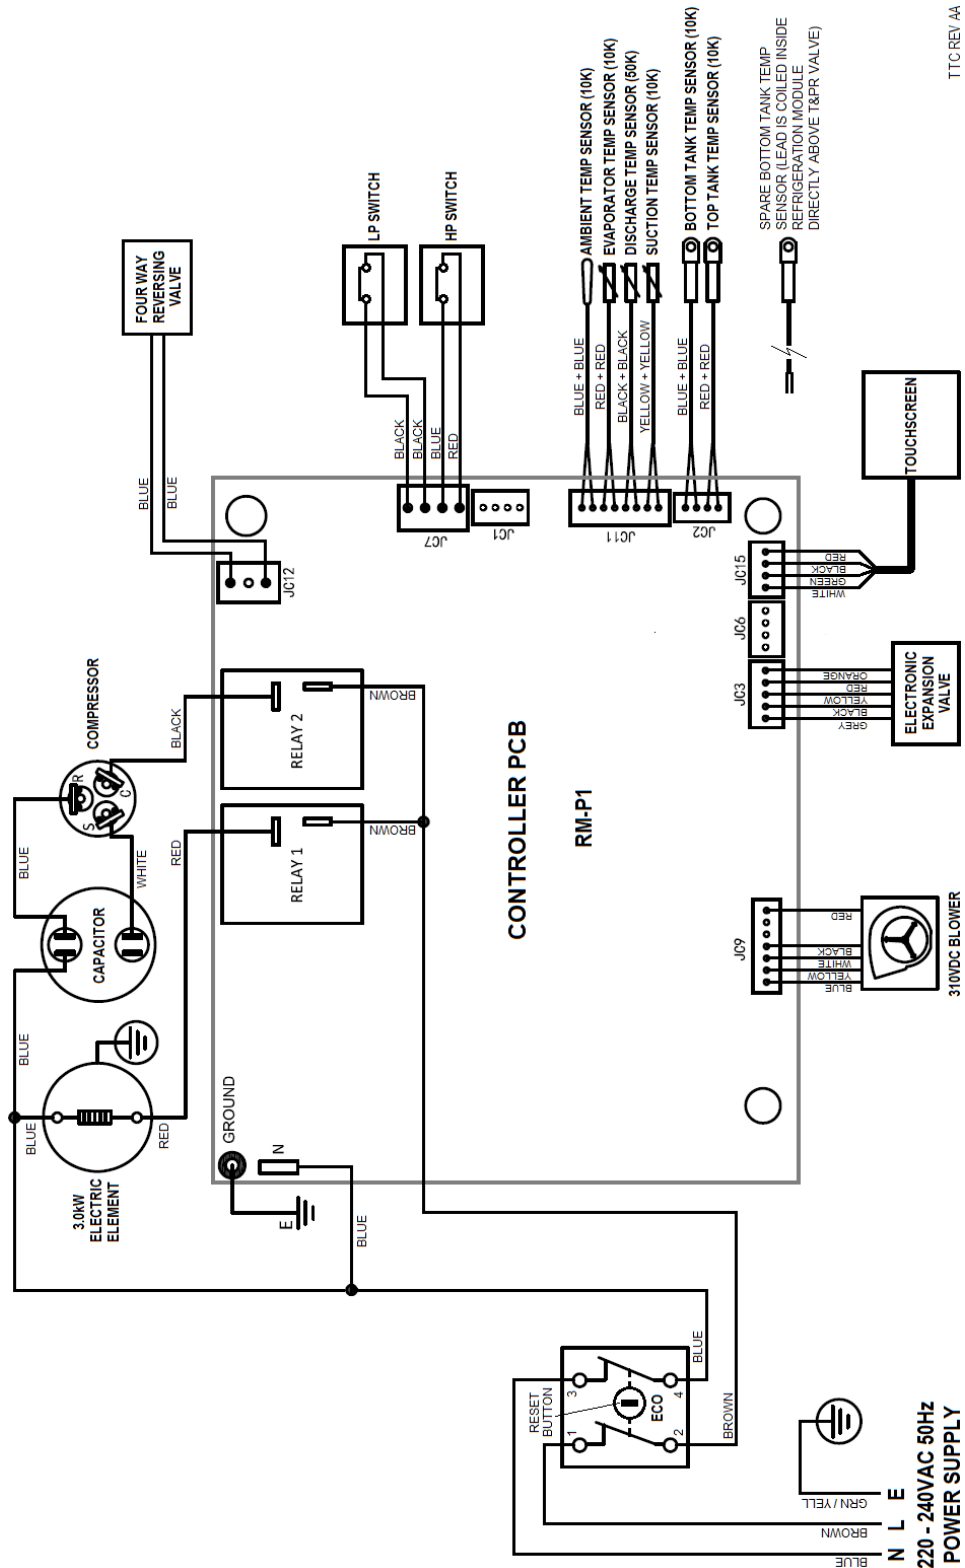 TTC REV AA
FOUR WAY
REVERSING
VALVE
BLUE
BLUE
LP SWITCH
HP SWITCH
BLACK
BLACK
BLUE
RED
JC7
JC1
JC12
AMBIENT TEMP SENSOR (10K)
EVAPORATOR TEMP SENSOR (10K)
DISCHARGE TEMP SENSOR (50K)
SUCTION TEMP SENSOR (10K)
BLUE + BLUE
RED + RED
BLACK + BLACK
YELLOW + YELLOW
JC11
BOTTOM TANK TEMP SENSOR (10K)
TOP TANK TEMP SENSOR (10K)
BLUE + BLUE
RED + RED
JC2
SPARE BOTTOM TANK TEMP
SENSOR (LEAD IS COILED INSIDE
REFRIGERATION MODULE
DIRECTLY ABOVE T&PR VALVE)
TOUCHSCREEN
JC15
RED
BLACK
GREEN
WHITE
JC6
JC3
ORANGE
RED
YELLOW
BLACK
GREY
ELECTRONIC
EXPANSION
VALVE
COMPRESSOR
R
C
S
BLACK
BLUE
WHITE
RED
CAPACITOR
RELAY 2
RELAY 1
BROWN
BROWN
CONTROLLER PCB
RM-P1
JC9
RED
BLACK
WHITE
YELLOW
BLUE
310VDC BLOWER
BLUE
BLUE
RED
3.0kW
ELECTRIC
ELEMENT
GROUND
N
E
BLUE
RESET
BUTTON
1
3
ECO
2
4
BLUE
BROWN
GRN / YELL
BROWN
BLUE
N L E
220 - 240VAC 50Hz
POWER SUPPLY